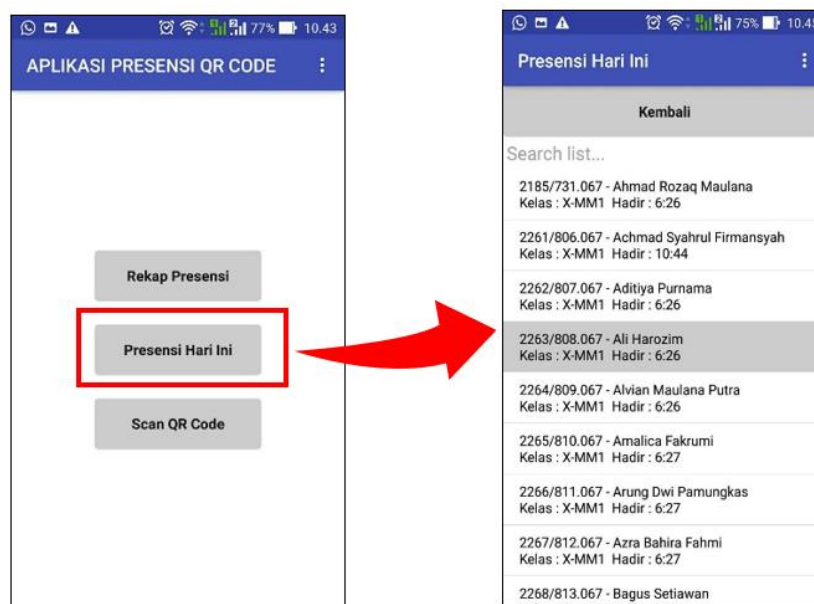 77% 10.43
APLIKASI PRESENSI QR CODE
Rekap Presensi
Presensi Hari Ini
Scan QR Code
75% 10.45
Presensi Hari Ini
Kembali
Search list...
2185/731.067 - Ahmad Rozaq Maulana
Kelas : X-MM1 Hadir : 6:26
2261/806.067 - Achmad Syahrul Firmansyah
Kelas : X-MM1 Hadir : 10:44
2262/807.067 - Aditiya Purnama
Kelas : X-MM1 Hadir : 6:26
2263/808.067 - Ali Harozim
Kelas : X-MM1 Hadir : 6:26
2264/809.067 - Alvian Maulana Putra
Kelas : X-MM1 Hadir : 6:26
2265/810.067 - Amalica Fakrumi
Kelas : X-MM1 Hadir : 6:27
2266/811.067 - Arung Dwi Pamungkas
Kelas : X-MM1 Hadir : 6:27
2267/812.067 - Azra Bahira Fahmi
Kelas : X-MM1 Hadir : 6:27
2268/813.067 - Bagus Setiawan